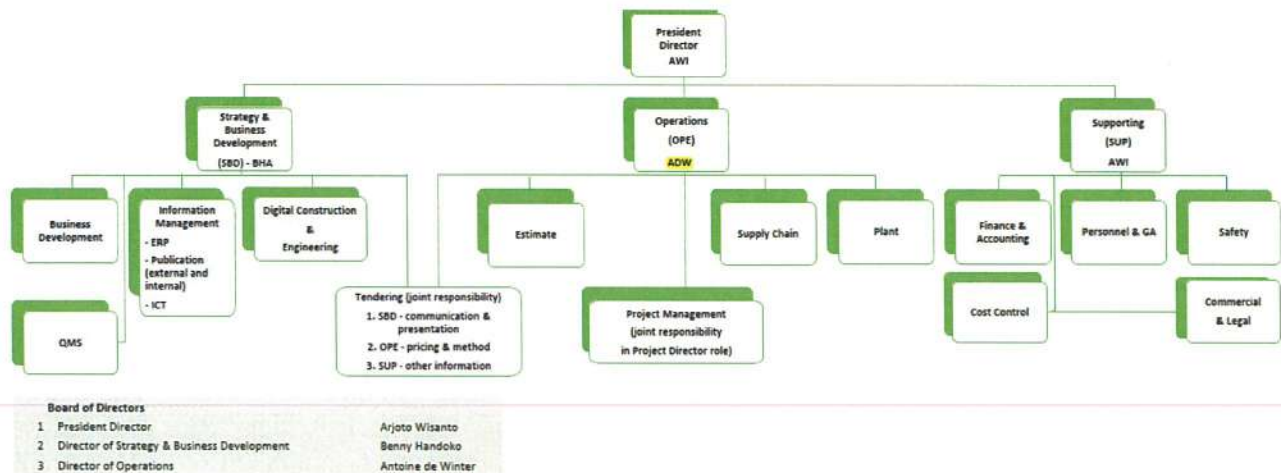 President
Director
AWI
Strategy &
Business
Development
(SBD) - BHA
Operations
(OPE)
ADW
Supporting
(SUP)
AWI
Business
Development
Information
Management
- ERP
- Publication
(external and
internal)
- ICT
Digital Construction
&
Engineering
Estimate
Supply Chain
Plant
Finance &
Accounting
Personnel & GA
Safety
QMS
Tendering (joint responsibility)
1. SBD - communication &
presentation
2. OPE - pricing & method
3. SUP - other information
Project Management
(joint responsibility
in Project Director role)
Cost Control
Commercial
& Legal
Board of Directors
1 President Director Arjoto Wisanto
2 Director of Strategy & Business Development Benny Handoko
3 Director of Operations Antoine de Winter